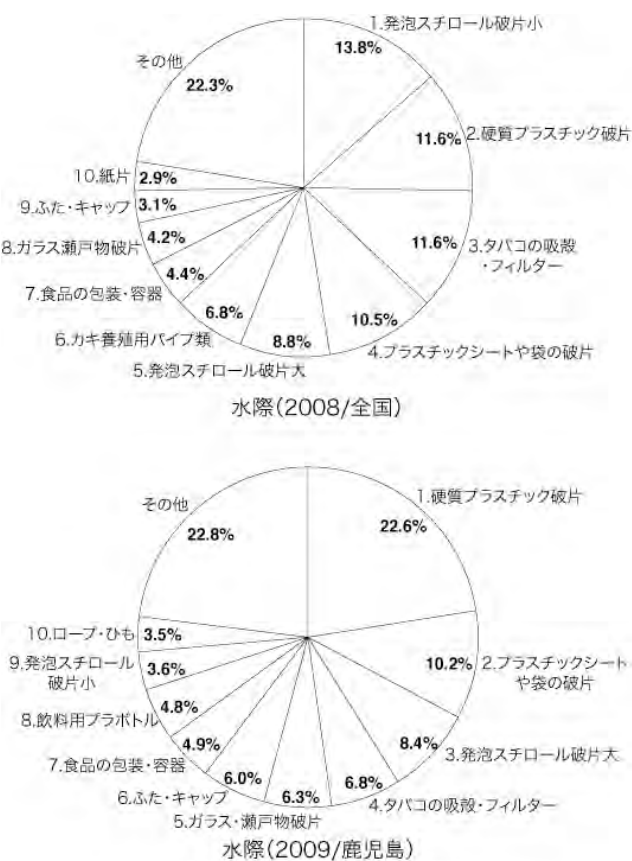 1.発泡スチロール破片小
13.8%
その他
22.3%
2.硬質プラスチック破片
11.6%
10.紙片
2.9%
9.ふた・キャップ
3.1%
3.タバコの吸殻
・フィルター
11.6%
8.ガラス瀬戸物破片
4.2%
7.食品の包装・容器
4.4%
6.カキ養殖用パイプ類
6.8%
5.発泡スチロール破片大
8.8%
4.プラスチックシートや袋の破片
10.5%
水際(2008/全国)
1.硬質プラスチック破片
22.6%
その他
22.8%
10.ロープ・ひも
3.5%
2.プラスチックシート
や袋の破片
10.2%
9.発泡スチロール
破片小
3.6%
8.飲料用プラボトル
4.8%
3.発泡スチロール破片大
8.4%
7.食品の包装・容器
4.9%
6.ふた・キャップ
6.0%
4.タバコの吸殻・フィルター
6.8%
5.ガラス・瀬戸物破片
6.3%
水際(2009/鹿児島)